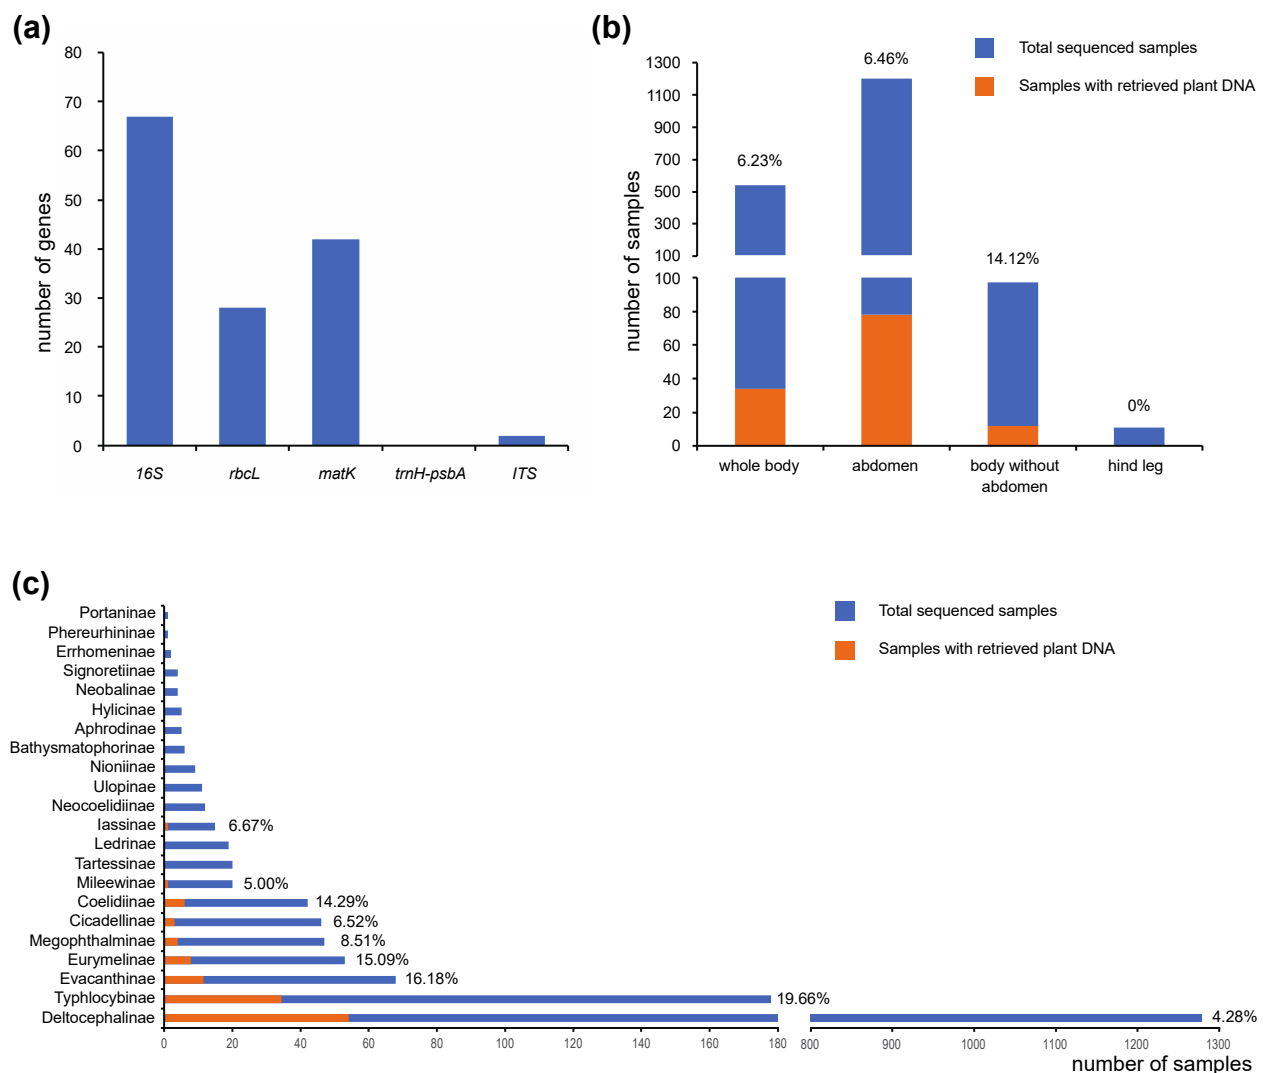 (a)
80
70
60
50
40
30
20
10
0
number of genes
16S rbcL matK trnH-psbA ITS
(b)
Total sequenced samples
Samples with retrieved plant DNA
1300
1100
900
700
500
300
100
100
80
60
40
20
0
number of samples
6.23%
6.46%
14.12%
0%
whole body abdomen body without hind leg
abdomen
(c)
Total sequenced samples
Samples with retrieved plant DNA
Portaninae
Phereurhininae
Errhomeninae
Signoretiinae
Neobalinae
Hylicinae
Aphrodinae
Bathysmatophorinae
Nioniinae
Ulopinae
Neocoelidiinae
Iassinae 6.67%
Ledrinae
Tartessinae
Mileewinae 5.00%
Coelidiinae 14.29%
Cicadellinae 6.52%
Megophthalminae 8.51%
Eurymelinae 15.09%
Evacanthinae 16.18%
Typhlocybinae 19.66%
Deltocephalinae 4.28%
0 20 40 60 80 100 120 140 160 180 800 900 1000 1100 1200 1300
number of samples